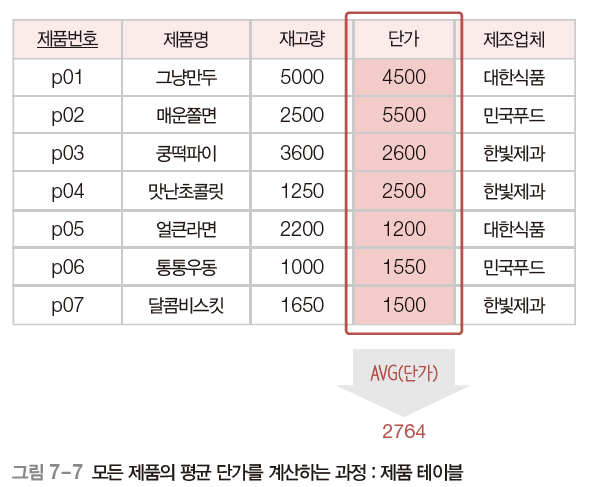 제품번호 제품명 재고량 단가 제조업체
p01 그냥만두 5000 4500 대한식품
p02 매운쫄면 2500 5500 민국푸드
p03 쿵떡파이 3600 2600 한빛제과
p04 맛난초콜릿 1250 2500 한빛제과
p05 얼큰라면 2200 1200 대한식품
p06 통통우동 1000 1550 민국푸드
p07 달콤비스킷 1650 1500 한빛제과
AVG(단가)
2764
그림 7-7 모든 제품의 평균 단가를 계산하는 과정 : 제품 테이블